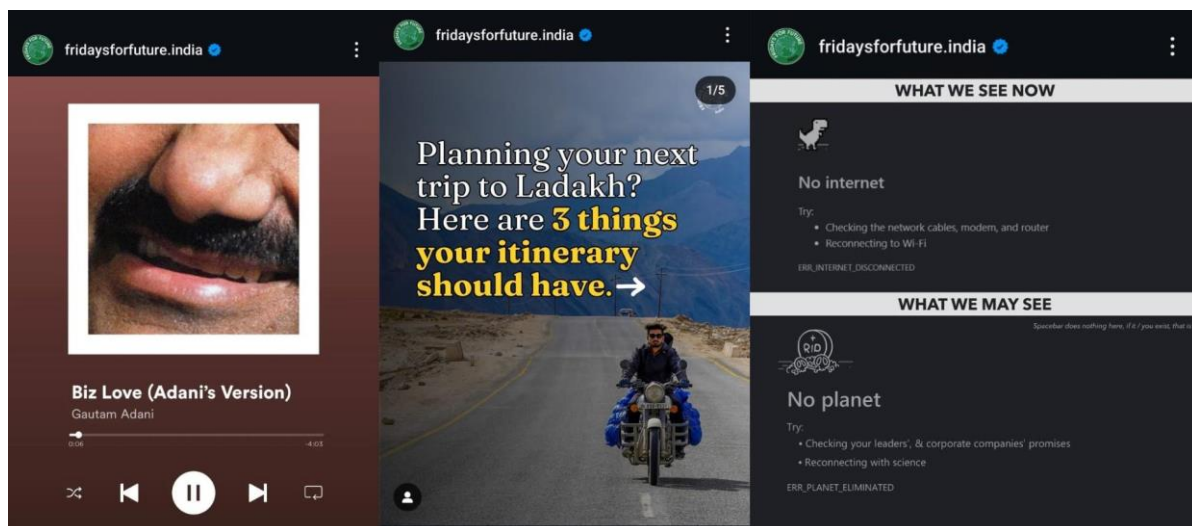 fridaysforfuture.india
Biz Love (Adani's Version)
Gautam Adani
0:06
-4:03
fridaysforfuture.india
1/5
Planning your next
trip to Ladakh?
Here are 3 things
your itinerary
should have.→
fridaysforfuture.india
WHAT WE SEE NOW
No internet
Try:
• Checking the network cables, modem, and router
• Reconnecting to Wi-Fi
ERR_INTERNET_DISCONNECTED
WHAT WE MAY SEE
Spacebar does nothing here, if it / you exist, that is
No planet
Try:
• Checking your leaders', & corporate companies' promises
• Reconnecting with science
ERR_PLANET_ELIMINATED